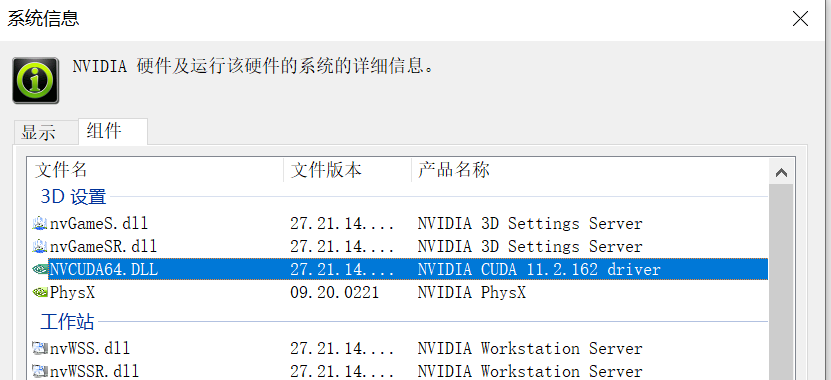 系统信息
NVIDIA 硬件及运行该硬件的系统的详细信息。
显示 组件
文件名 文件版本 产品名称
3D 设置
nvGameS.dll 27.21.14.... NVIDIA 3D Settings Server
nvGameSR.dll 27.21.14.... NVIDIA 3D Settings Server
NVCUDA64.DLL 27.21.14.... NVIDIA CUDA 11.2.162 driver
PhysX 09.20.0221 NVIDIA PhysX
工作站
nvWSS.dll 27.21.14.... NVIDIA Workstation Server
nvWSSR.dll 27.21.14.... NVIDIA Workstation Server